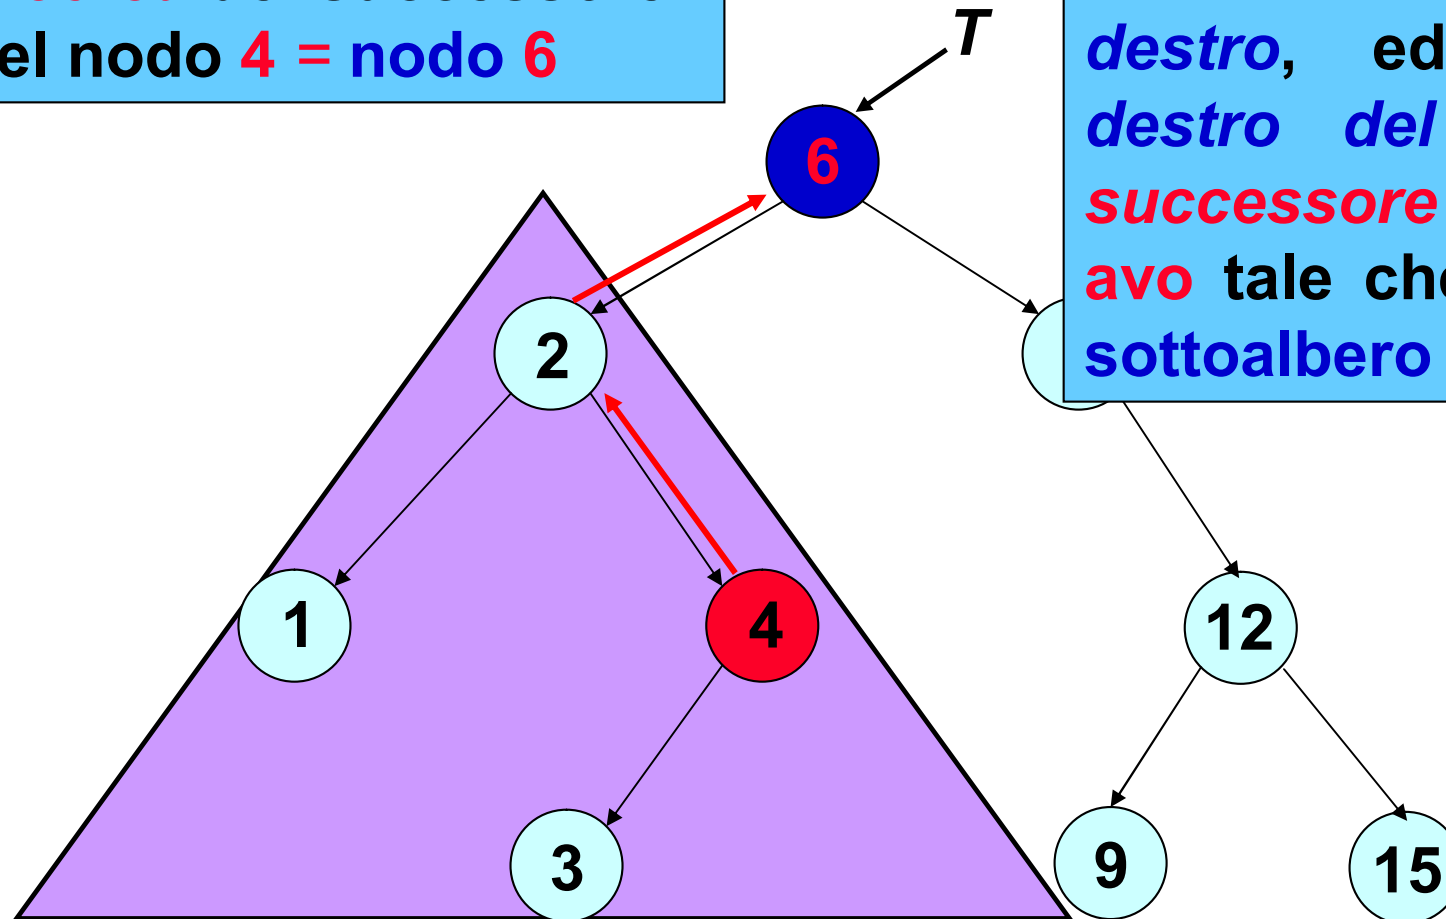 el nodo 4 = nodo 6
T
destro, ed
destro del
successore
avo tale che
sottoalbero
6
2
1
4
12
3
9
15